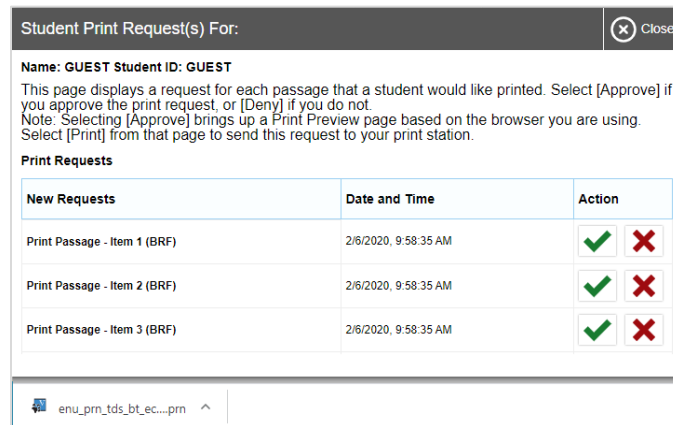 Student Print Request(s) For:
Close
Name: GUEST Student ID: GUEST
This page displays a request for each passage that a student would like printed. Select [Approve] if
you approve the print request, or [Deny] if you do not.
Note: Selecting [Approve] brings up a Print Preview page based on the browser you are using.
Select [Print] from that page to send this request to your print station.
Print Requests
New Requests Date and Time Action
Print Passage - Item 1 (BRF) 2/6/2020, 9:58:35 AM
Print Passage - Item 2 (BRF) 2/6/2020, 9:58:35 AM
Print Passage - Item 3 (BRF) 2/6/2020, 9:58:35 AM
enu_prn_tds_bt_ec....prn